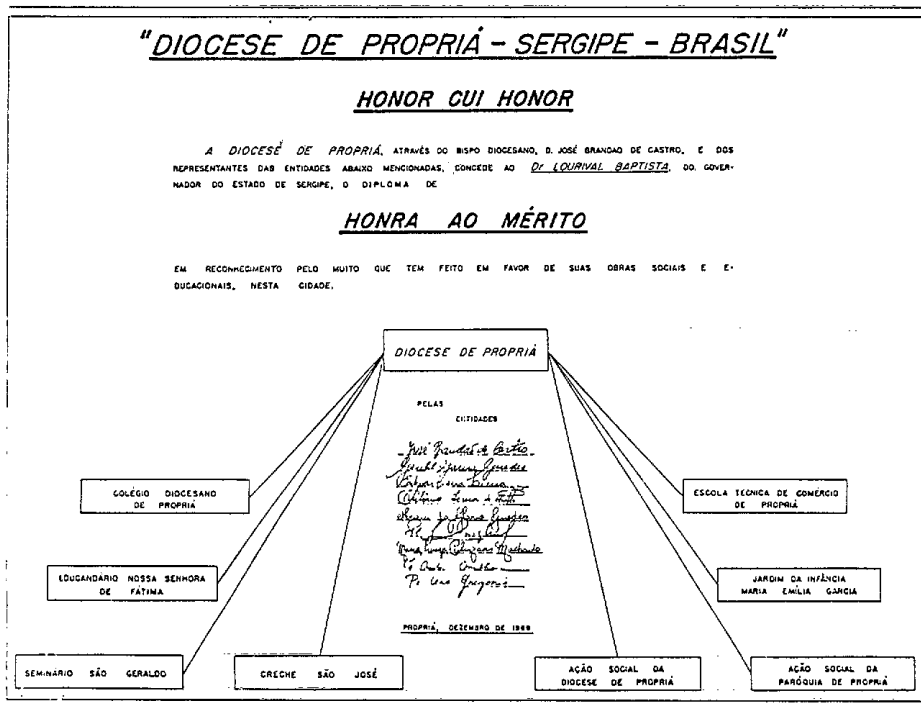 "DIOCESE DE PROPRIÁ - SERGIPE - BRASIL"
HONOR CUI HONOR
A DIOCESE DE PROPRIÁ, ATRAVÉS DO BISPO DIOCESANO, D. JOSÉ BRANDAO DE CASTRO, E DOS
REPRESENTANTES DAS ENTIDADES ABAIXO MENCIONADAS, CONCEDE AO Dr LOURIVAL BAPTISTA, DD. GOVER-
NADOR DO ESTADO DE SERGIPE, O DIPLOMA DE
HONRA AO MÉRITO
EM RECONHECIMENTO PELO MUITO QUE TEM FEITO EM FAVOR DE SUAS OBRAS SOCIAIS E E-
DUCACIONAIS, NESTA CIDADE.
DIOCESE DE PROPRIÁ
PELAS
ENTIDADES
José Brandão de Castro
Machado
Pe
Gregório
COLÉGIO DIOCESANO
DE PROPRIÁ
ESCOLA TÉCNICA DE COMÉRCIO
DE PROPRIÁ
EDUCANDÁRIO NOSSA SENHORA
DE FÁTIMA
JARDIM DA INFÂNCIA
MARIA EMÍLIA GARCIA
PROPRIÁ, DEZEMBRO DE 1969
SEMINÁRIO SÃO GERALDO
CRECHE SÃO JOSÉ
AÇÃO SOCIAL DA
DIOCESE DE PROPRIÁ
AÇÃO SOCIAL DA
PARÓQUIA DE PROPRIÁ